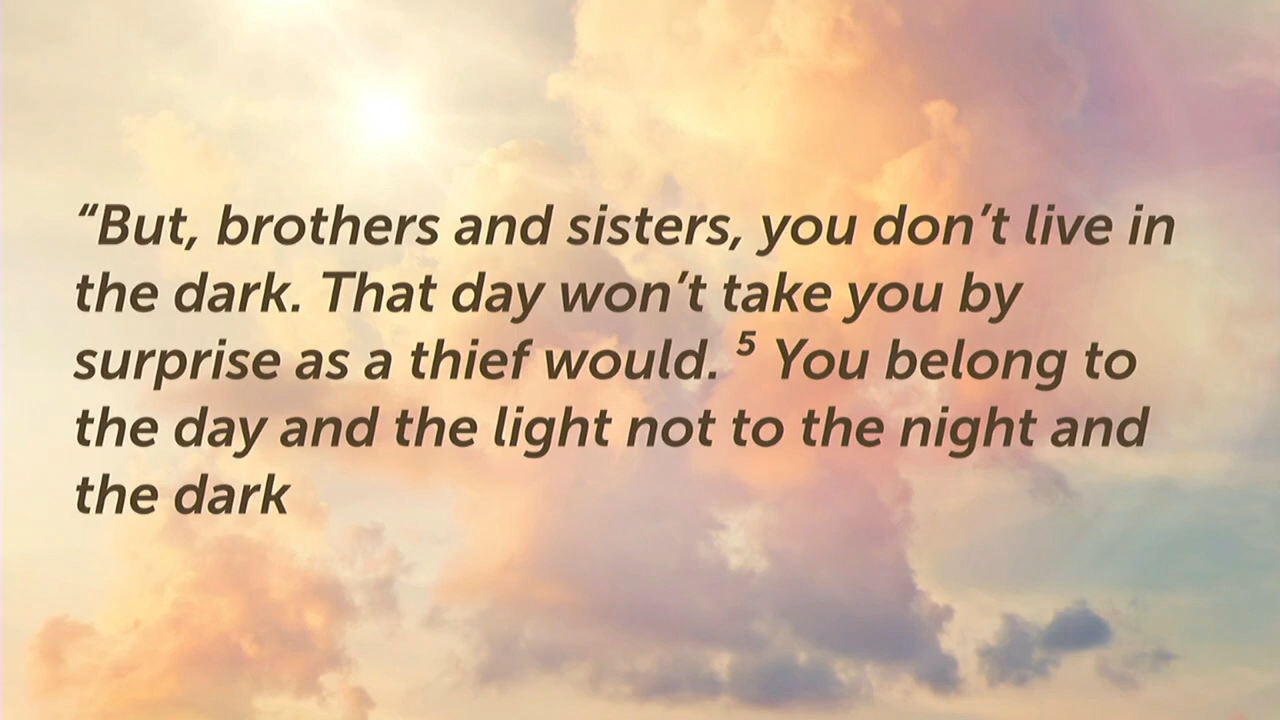 “But, brothers and sisters, you don’t live in
the dark. That day won’t take you by
surprise as a thief would. ⁵ You belong to
the day and the light not to the night and
the dark